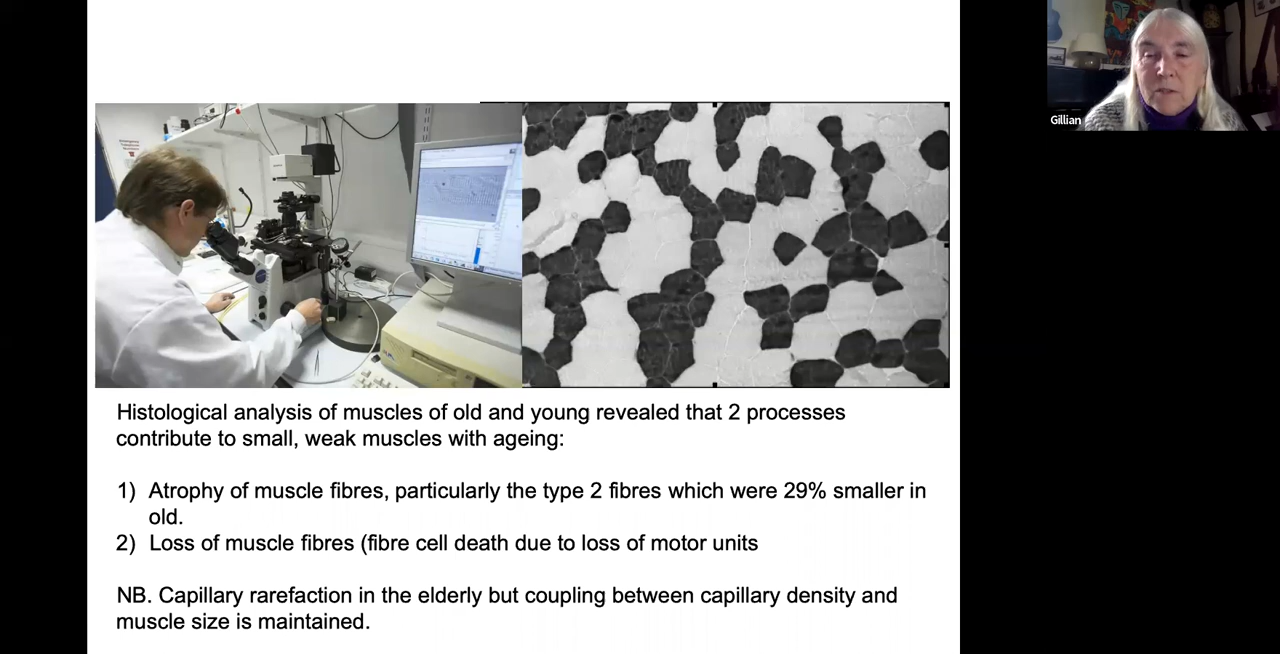 Gillian
Histological analysis of muscles of old and young revealed that 2 processes
contribute to small, weak muscles with ageing:
1) Atrophy of muscle fibres, particularly the type 2 fibres which were 29% smaller in
old.
2) Loss of muscle fibres (fibre cell death due to loss of motor units
NB. Capillary rarefaction in the elderly but coupling between capillary density and
muscle size is maintained.